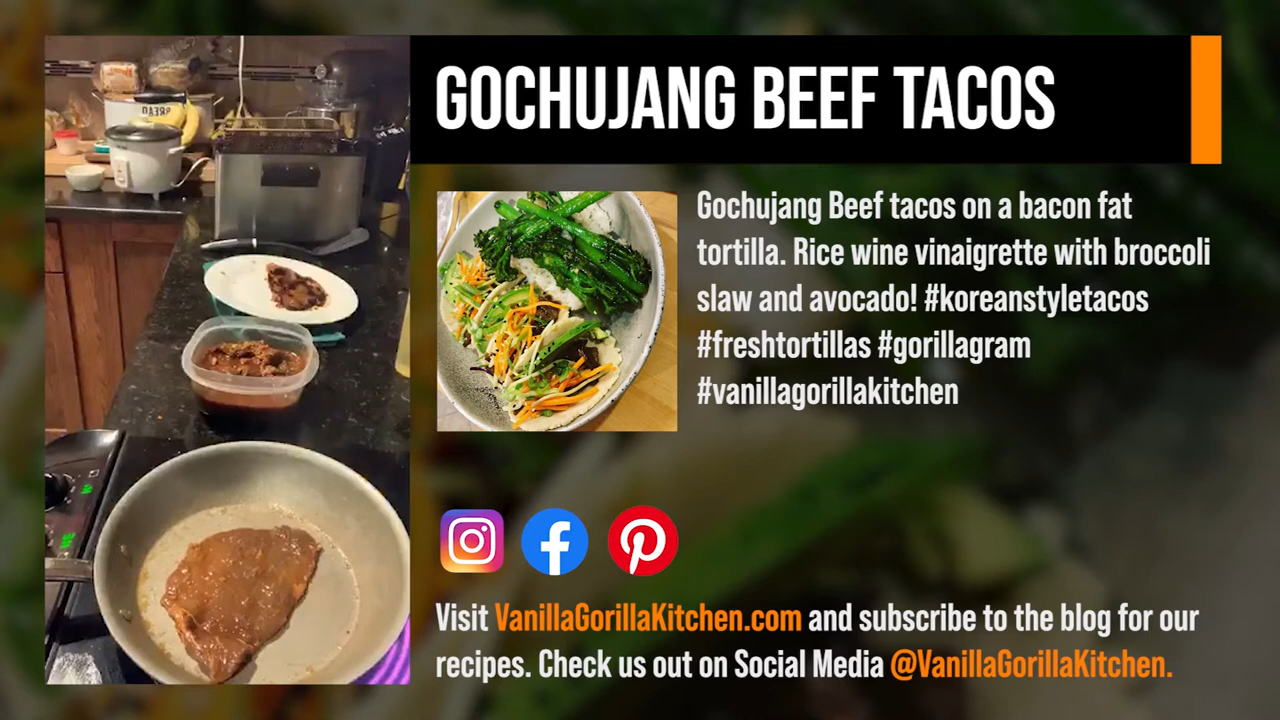 GOCHUJANG BEEF TACOS
Gochujang Beef tacos on a bacon fat
tortilla. Rice wine vinaigrette with broccoli
slaw and avocado! #koreanstyletacos
#freshtortillas #gorillagram
#vanillagorillakitchen
Visit VanillaGorillaKitchen.com and subscribe to the blog for our
recipes. Check us out on Social Media @VanillaGorillaKitchen.
BREAD